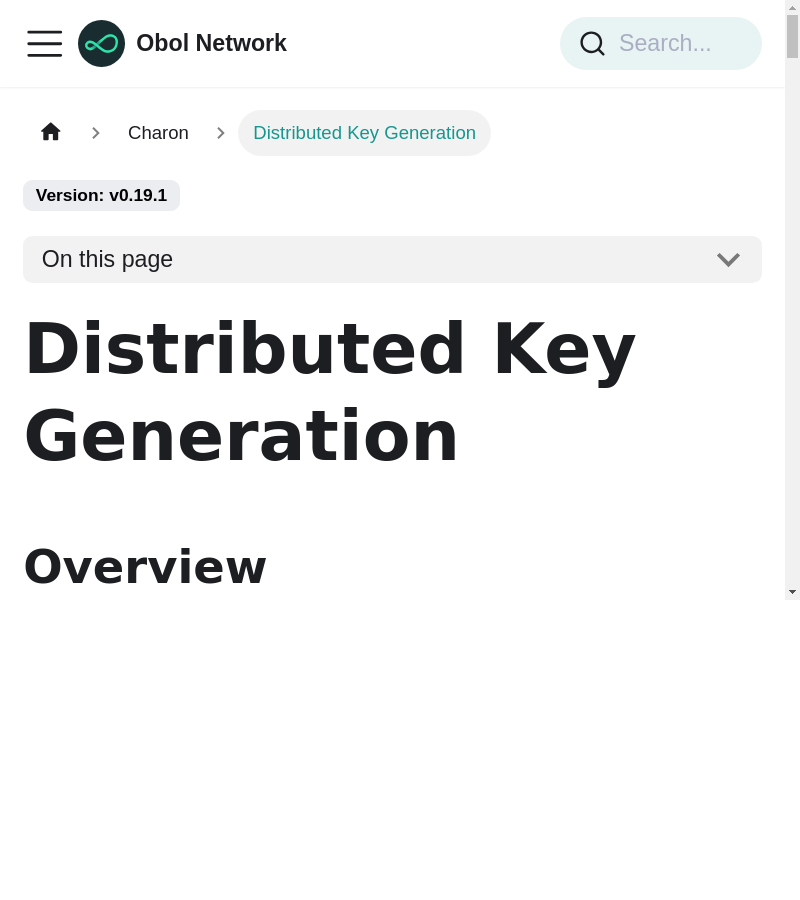 Obol Network
Search...
Charon
Distributed Key Generation
Version: v0.19.1
On this page
Distributed Key
Generation
Overview